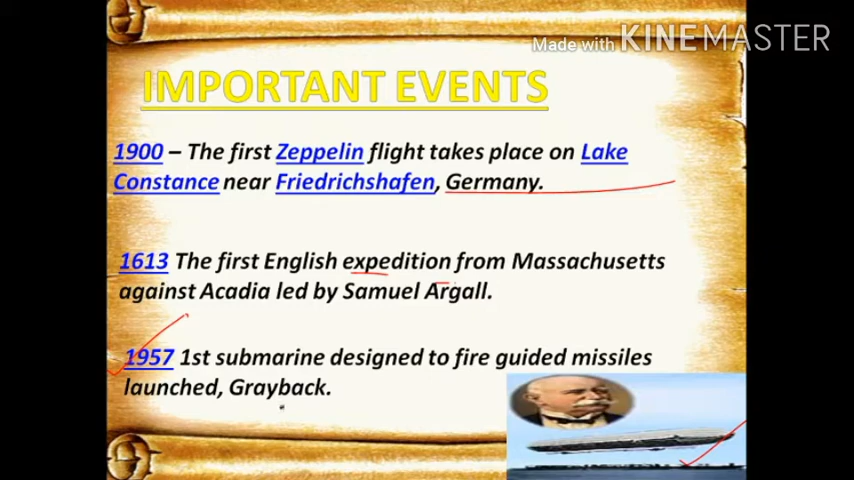 Made with KINEMASTER
IMPORTANT EVENTS
1900 – The first Zeppelin flight takes place on Lake
Constance near Friedrichshafen, Germany.
1613 The first English expedition from Massachusetts
against Acadia led by Samuel Argall.
1957 1st submarine designed to fire guided missiles
launched, Grayback.